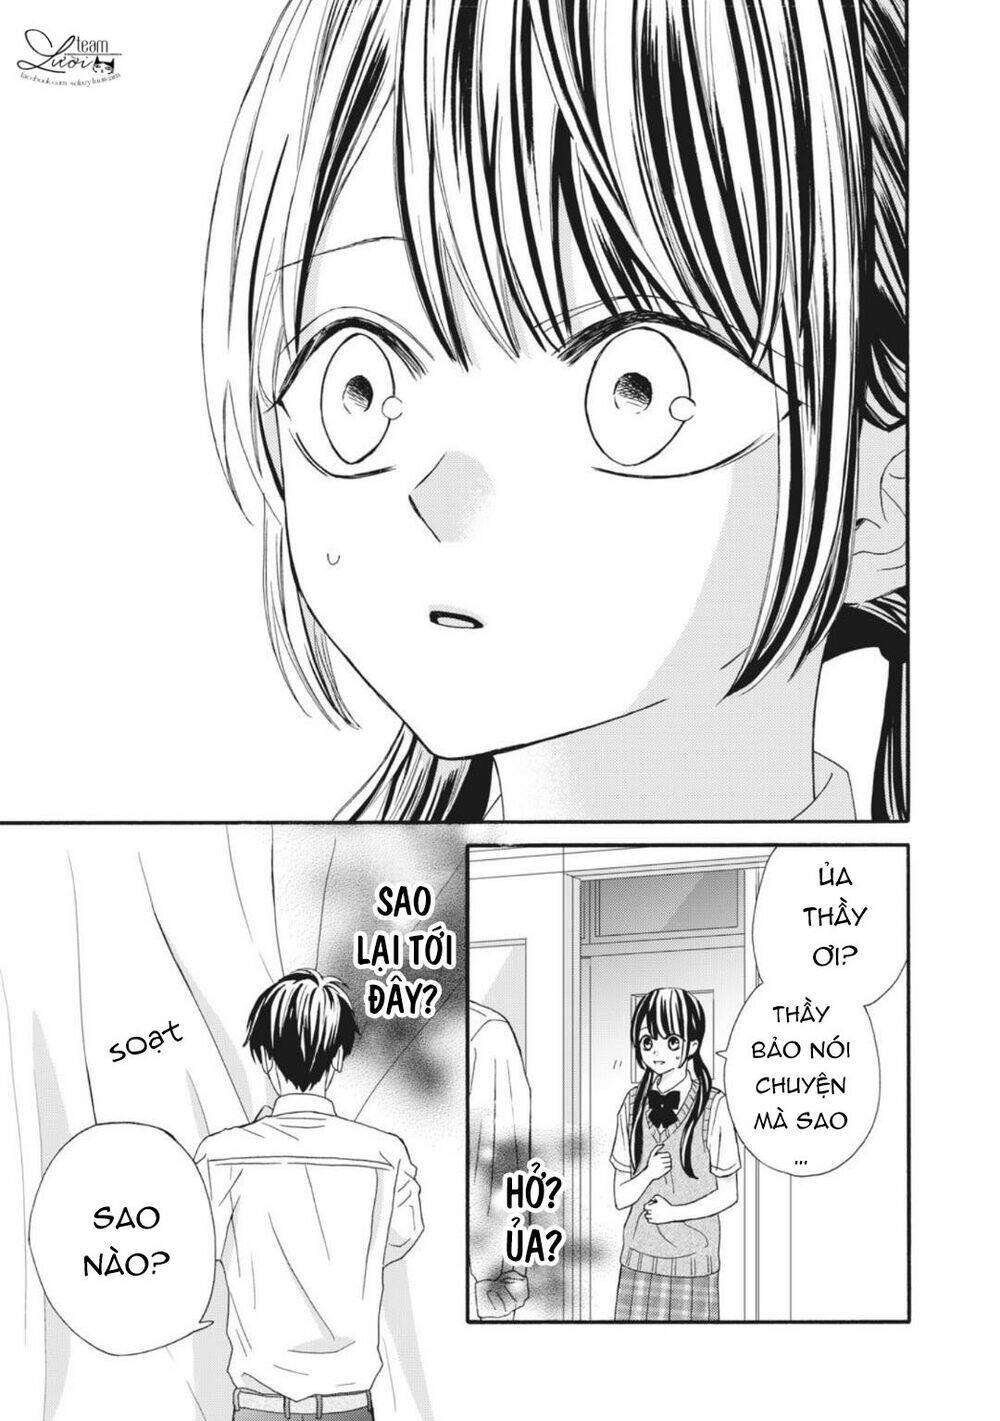 team
Lười
ỦA
THẦY
ƠI?
THẦY
BẢO NÓI
CHUYỆN
MÀ SAO
...
HỞ?
ỦA?
SAO
LẠI TỚI
ĐÂY?
soạt
SAO
NÀO?